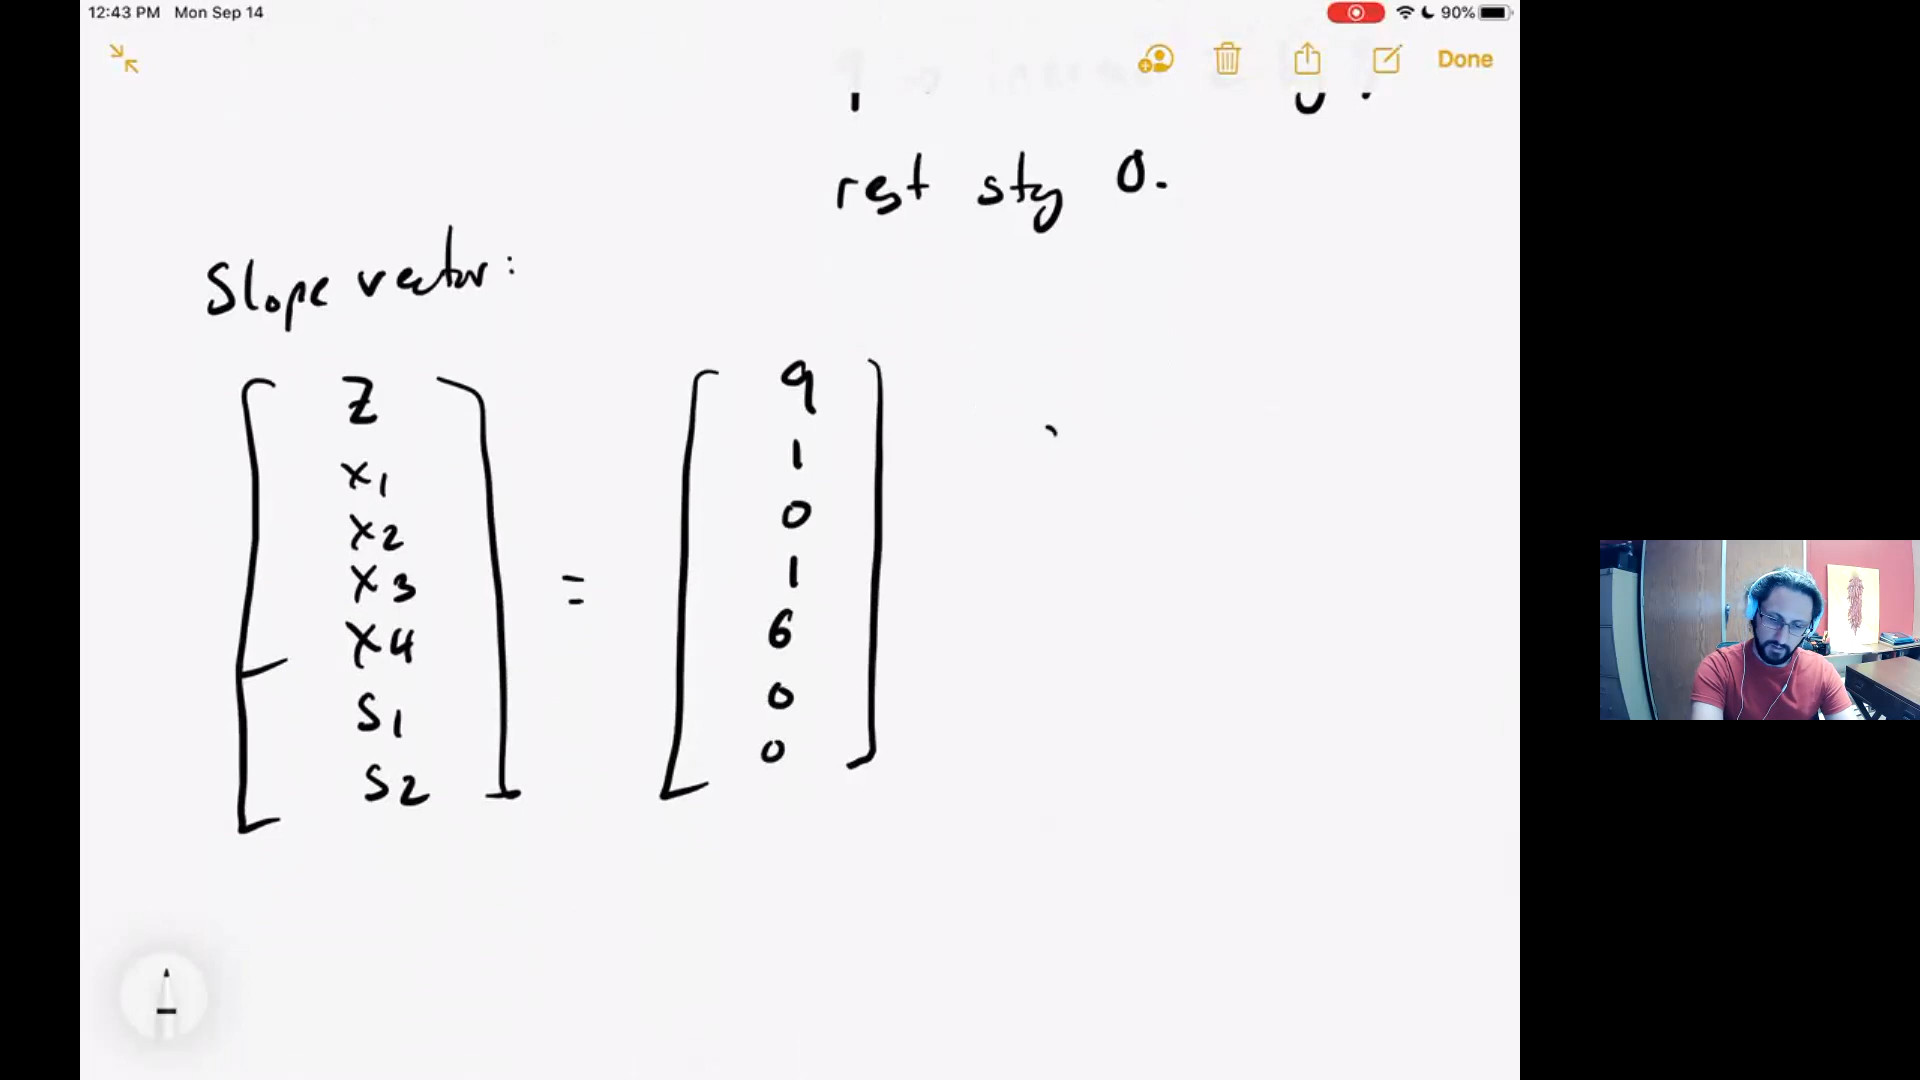 12:43 PM Mon Sep 14 90%
Done
rest sty 0.
Slope vector:
Z 9
x1 1
x2 0
x3 = 1
x4 6
s1 0
s2 0